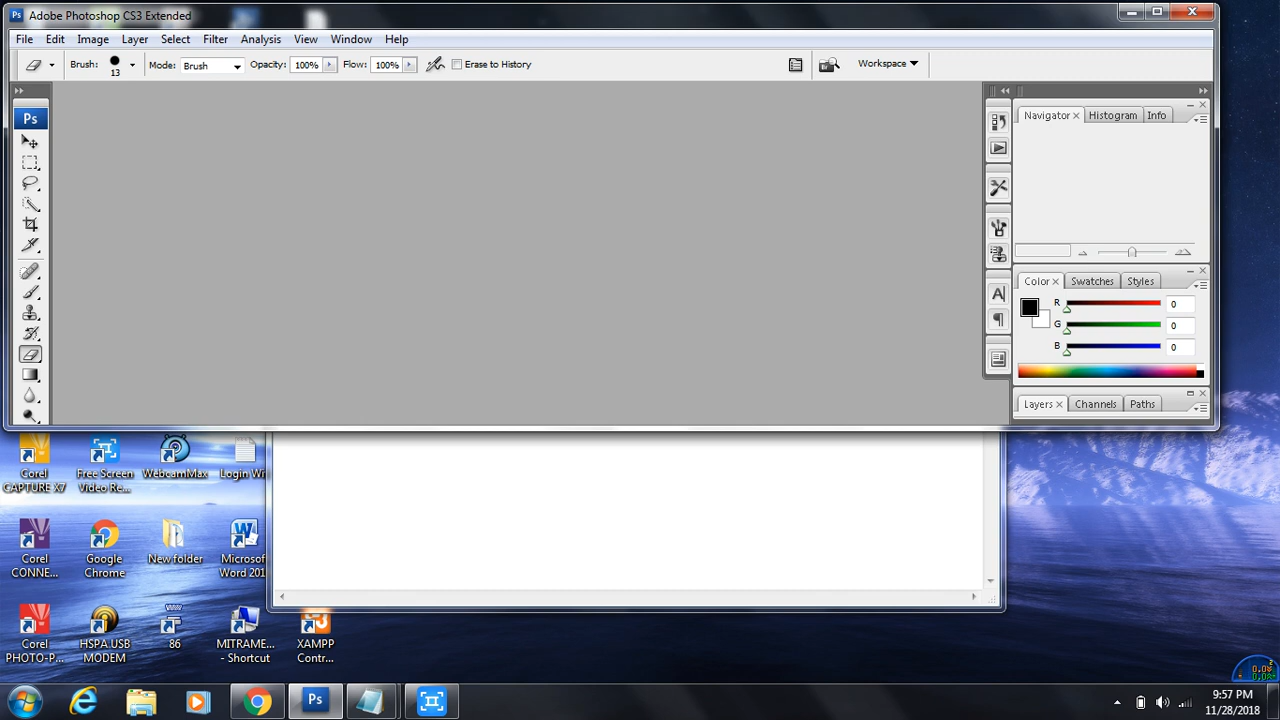 Adobe Photoshop CS3 Extended
File Edit Image Layer Select Filter Analysis View Window Help
Brush: 13 Mode: Brush Opacity: 100% Flow: 100% Erase to History Workspace
Ps
Navigator Histogram Info
Color Swatches Styles
R 0
G 0
B 0
Layers Channels Paths
Corel
CAPTURE X7
Free Screen
Video Re...
WebcamMax
Login Wi
Corel
CONNE...
Google
Chrome
New folder
Microsof
Word 201
Corel
PHOTO-P...
HSPA USB
MODEM
86
MITRAME...
- Shortcut
XAMPP
Contr...
Ps
9:57 PM
11/28/2018